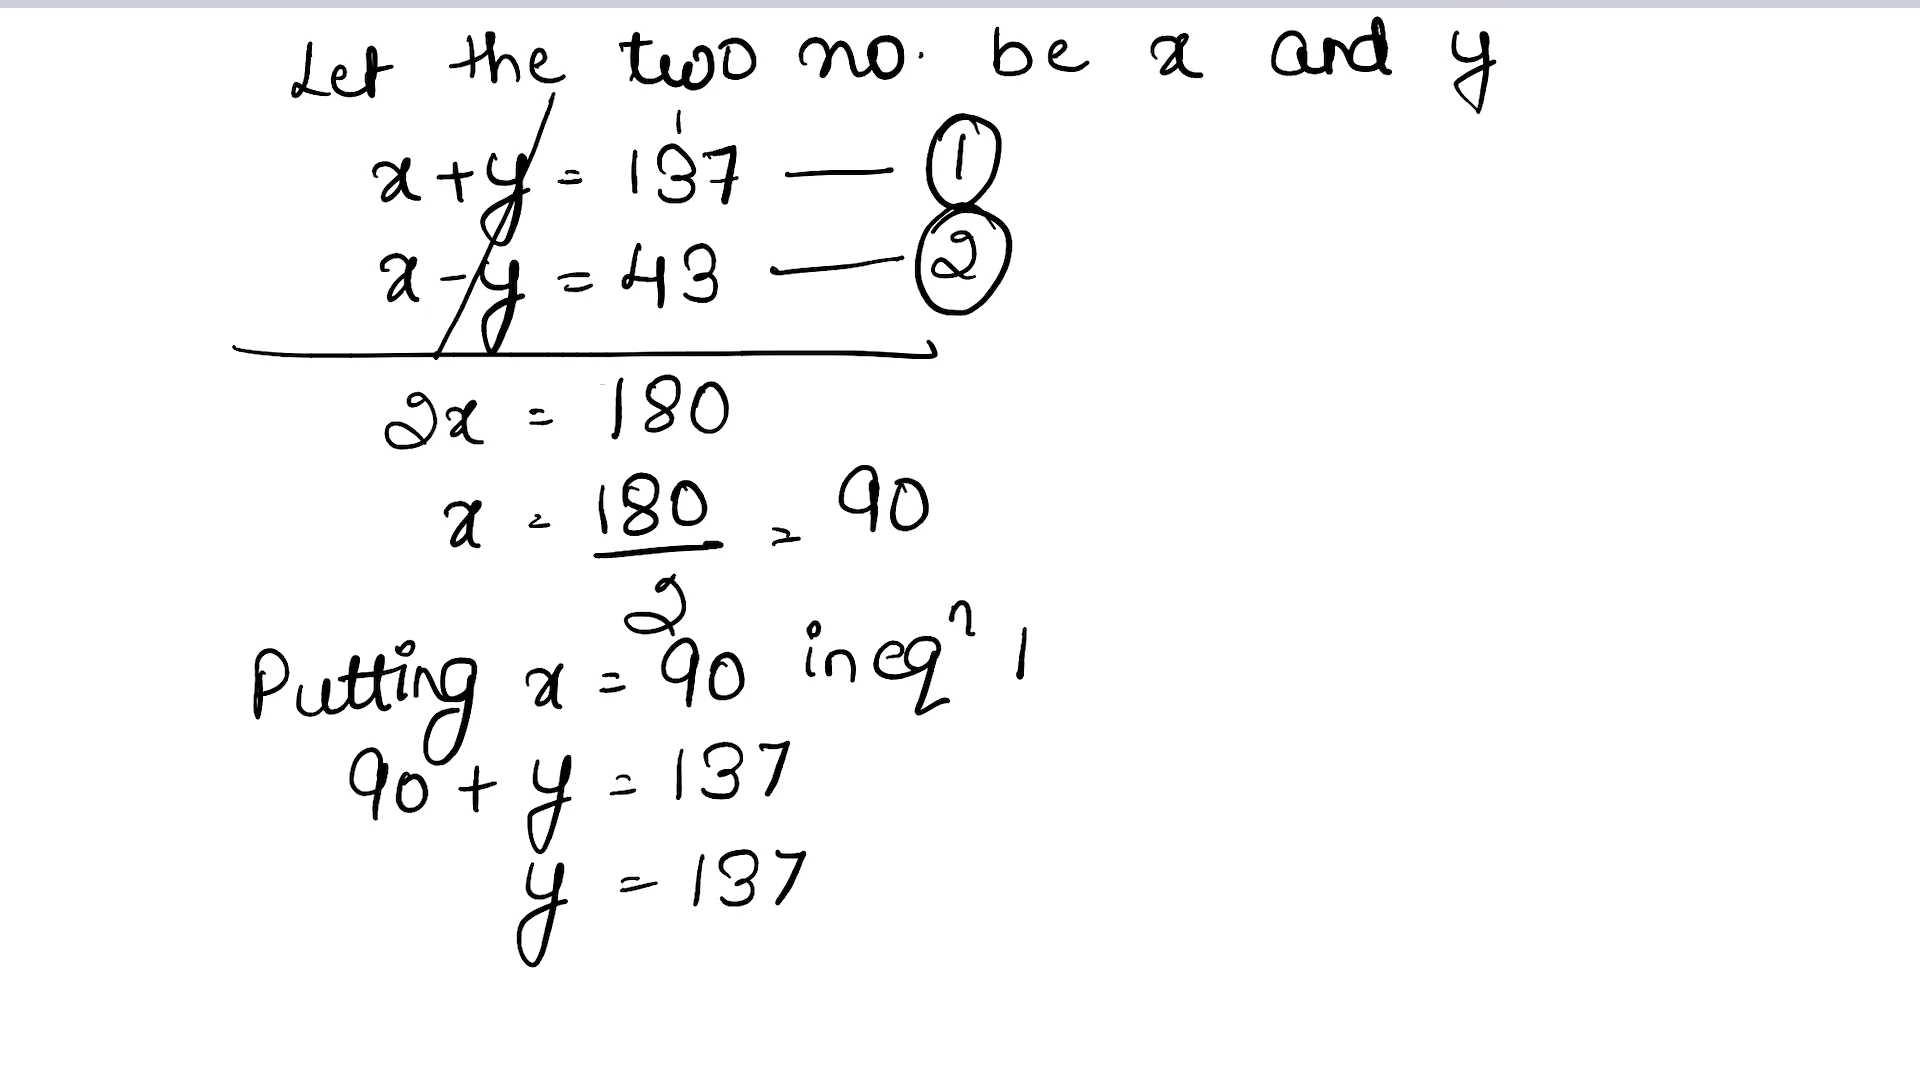 Let the two no. be x and y
x + y = 137 — 1
x - y = 43 — 2
2x = 180
x = 180/2 = 90
Putting x = 90 in eqⁿ 1
90 + y = 137
y = 137